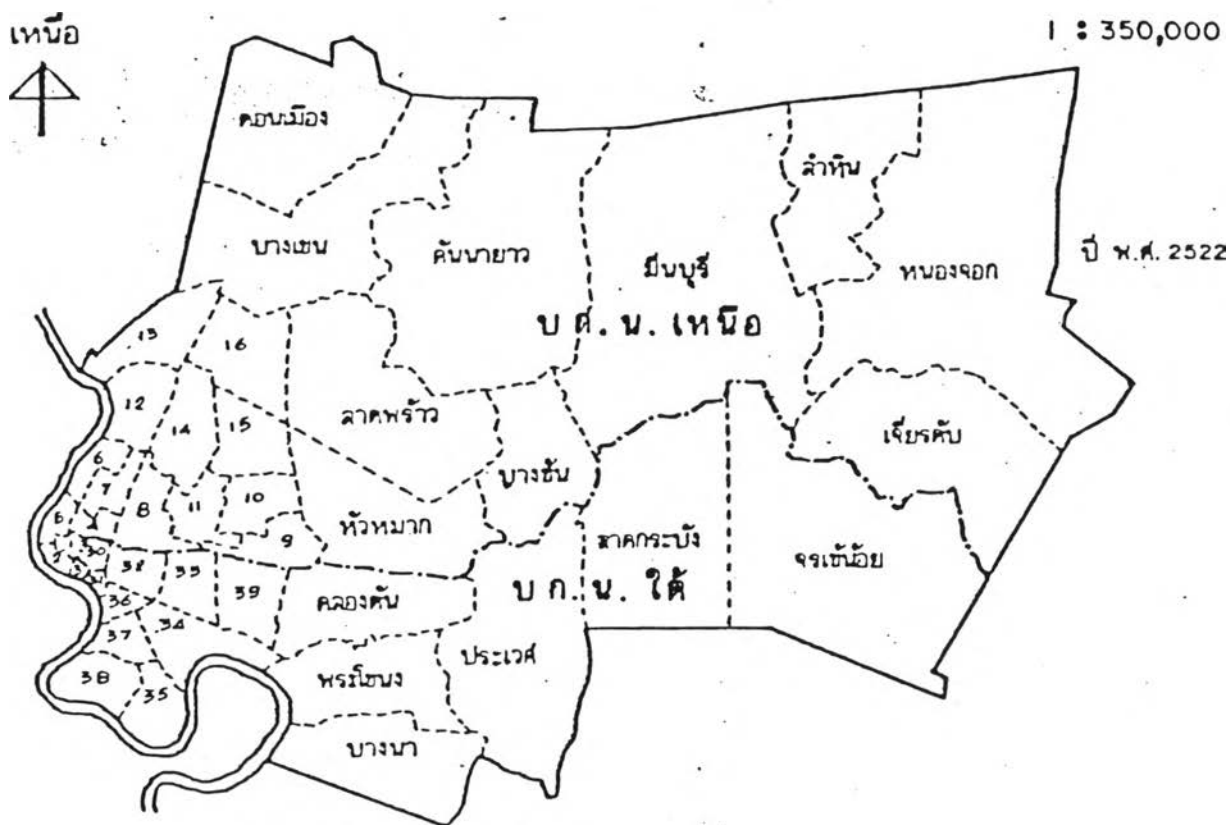 เหนือ
1 : 350,000
ดอนเมือง
ลำหิน
บางเขน
คันนายาว
มีนบุรี
หนองจอก
ปี พ.ศ. 2522
13
16
บ ก. น. เหนือ
12
14
15
ลาดพร้าว
เจียรดับ
6
บางชัน
7
8
11
10
5
หัวหมาก
9
ลาดกระบัง
จรเข้น้อย
30
32
33
39
คลองตัน
บ ก. น. ใต้
36
37
34
ประเวศ
38
35
พระโขนง
บางนา